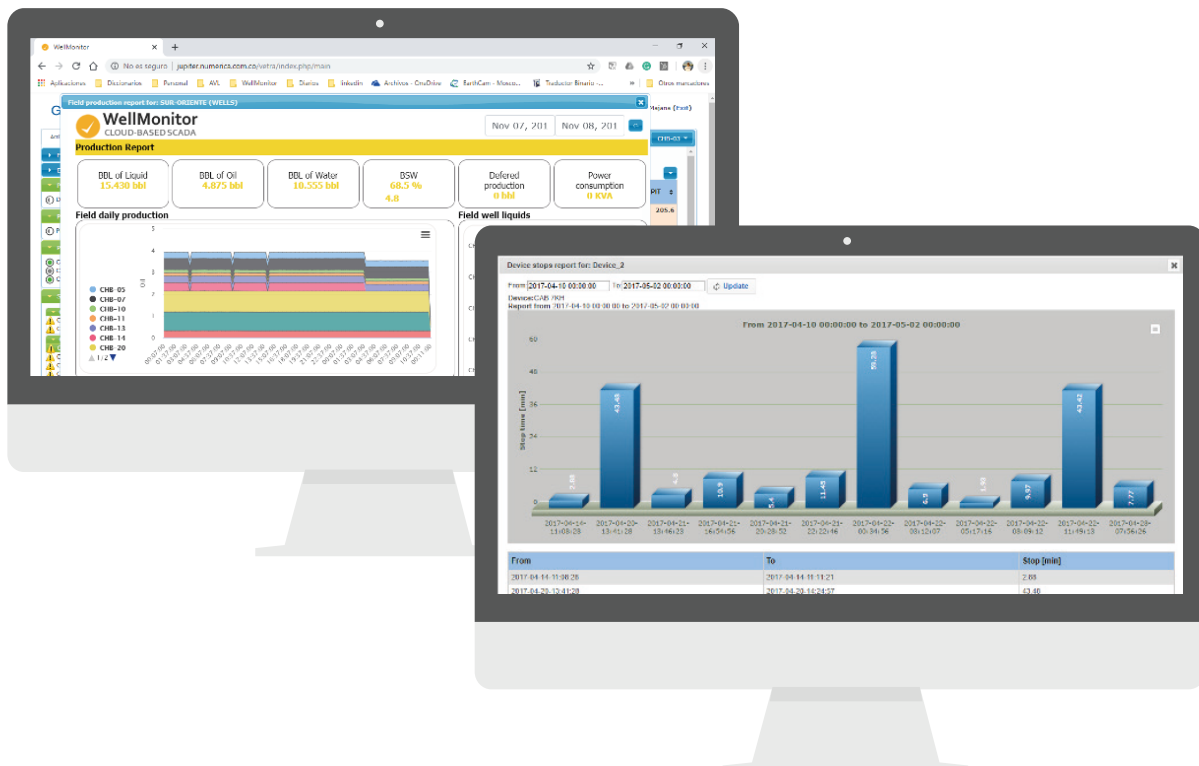 WellMonitor
No es seguro | jupiter.numerica.com.co/vetra/index.php/main
Aplicaciones Diccionarios Personal AVL WellMonitor Diarios linkedin Archivos - OneDrive EarthCam - Mosco... Traductor Binario -... Otros marcadores
Field production report for: SUR-ORIENTE (WELLS)
(Exit)
WellMonitor
CLOUD-BASED SCADA
Nov 07, 201 Nov 08, 201
CHB-03
Production Report
BBL of Liquid
15.430 bbl
BBL of Oil
4.875 bbl
BBL of Water
10.555 bbl
BSW
68.5 %
4.8
Defered
production
0 bbl
Power
consumption
0 KVA
PIT
205.6
Field daily production
Field well liquids
5
4
3
2
1
0
Oil
CHB-05
CHB-07
CHB-10
CHB-11
CHB-13
CHB-14
CHB-20
1/2
Device stops report for: Device_2
From 2017-04-10 00:00:00 To 2017-05-02 00:00:00 Update
Report from 2017-04-10 00:00:00 to 2017-05-02 00:00:00
From 2017-04-10 00:00:00 to 2017-05-02 00:00:00
60
48
36
24
12
0
Stop time [min]
2.88
43.48
4.8
10.9
5.4
11.45
59.28
6.9
9.97
43.42
7.77
2017-04-14-
11:08:28
2017-04-20-
13:41:28
2017-04-21-
13:46:23
2017-04-21-
16:54:56
2017-04-21-
20:28:52
2017-04-21-
22:22:46
2017-04-22-
00:34:56
2017-04-22-
03:12:07
2017-04-22-
05:17:16
2017-04-22-
08:09:12
2017-04-22-
11:49:13
2017-04-28-
07:56:26
From To Stop [min]
2017-04-14-11:08:28 2017-04-14-11:11:21 2.88
2017-04-20-13:41:28 2017-04-20-14:24:57 43.48